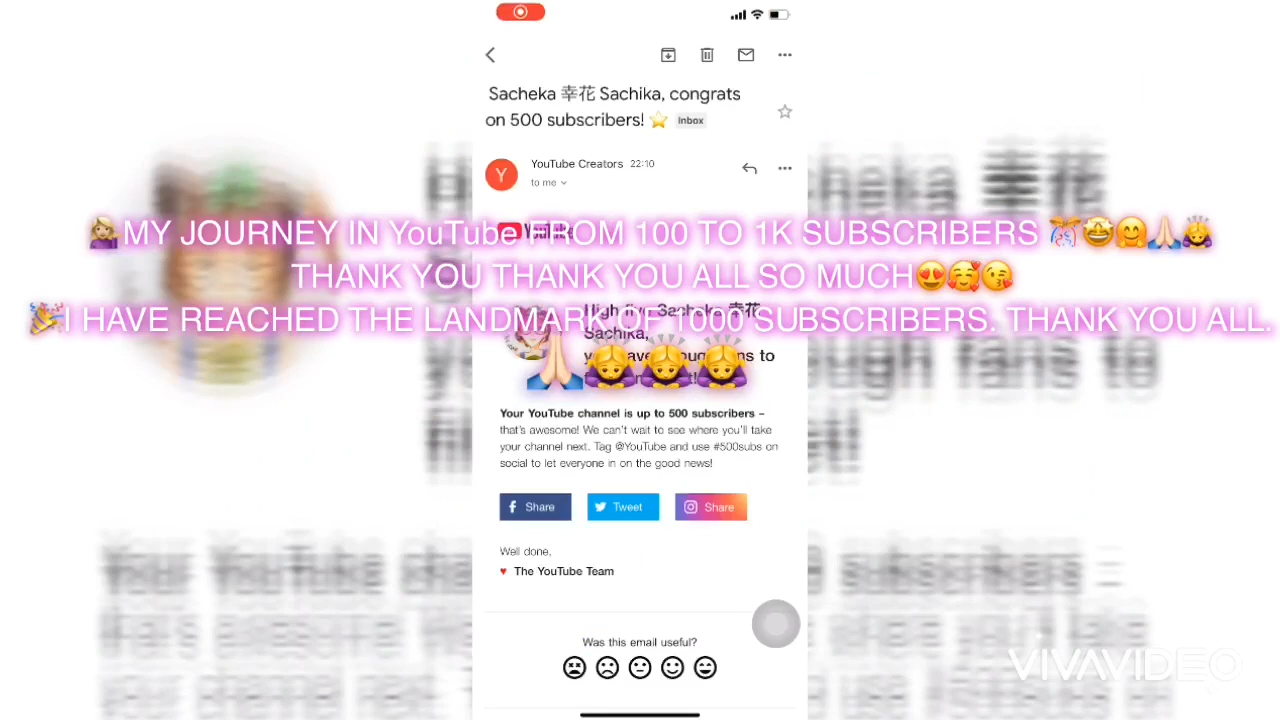 Sacheka 幸花 Sachika, congrats
on 500 subscribers! ⭐ Inbox
Y
YouTube Creators 22:10
to me
YouTube
💁🏼‍♀️MY JOURNEY IN YouTube FROM 100 TO 1K SUBSCRIBERS 🎊🤩🤗🙏🏻🙇‍♀️
THANK YOU THANK YOU ALL SO MUCH😍🥰😘
🎉I HAVE REACHED THE LANDMARK OF 1000 SUBSCRIBERS. THANK YOU ALL.
🙏🏻🙇‍♀️🙇‍♀️🙇‍♀️
High five Sacheka 幸花
Sachika,
to
Your YouTube channel is up to 500 subscribers –
that's awesome! We can't wait to see where you'll take
your channel next. Tag @YouTube and use #500subs on
social to let everyone in on the good news!
f Share
Tweet
Share
Well done,
♥ The YouTube Team
Was this email useful?
VIVAVIDEO